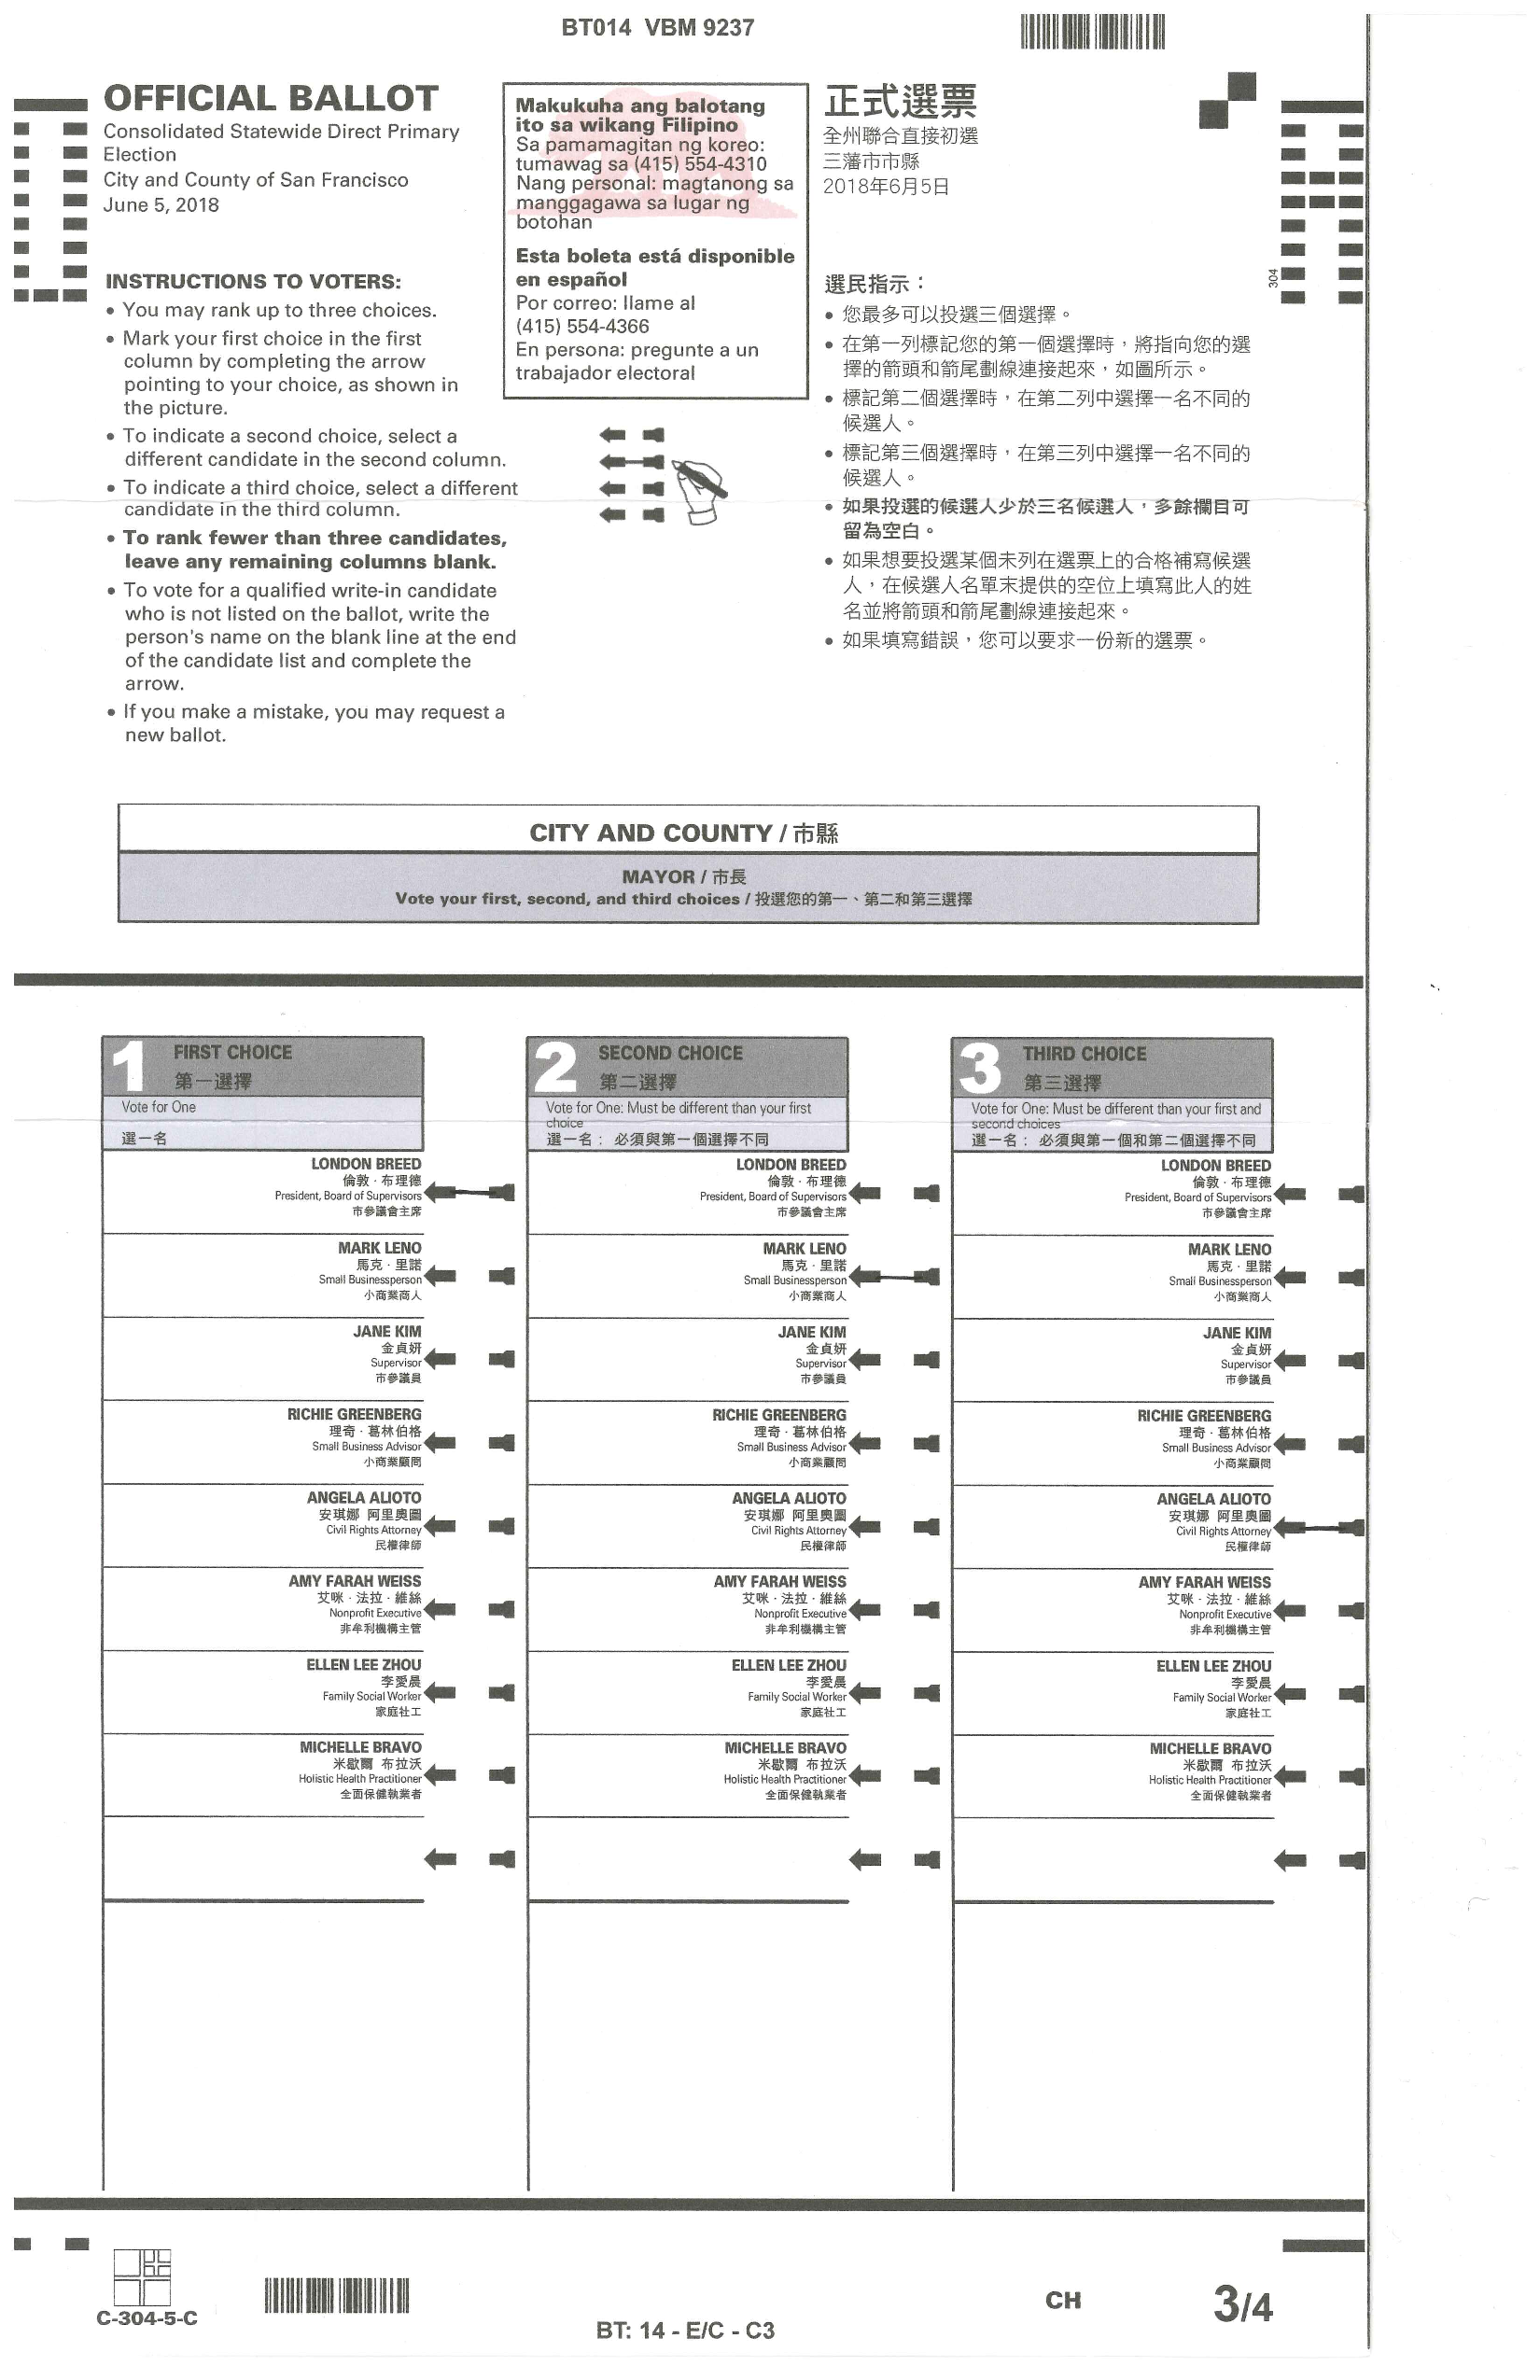 BT014 VBM 9237
OFFICIAL BALLOT
Consolidated Statewide Direct Primary
Election
City and County of San Francisco
June 5, 2018
INSTRUCTIONS TO VOTERS:
• You may rank up to three choices.
• Mark your first choice in the first
column by completing the arrow
pointing to your choice, as shown in
the picture.
• To indicate a second choice, select a
different candidate in the second column.
• To indicate a third choice, select a different
candidate in the third column.
• To rank fewer than three candidates,
leave any remaining columns blank.
• To vote for a qualified write-in candidate
who is not listed on the ballot, write the
person's name on the blank line at the end
of the candidate list and complete the
arrow.
• If you make a mistake, you may request a
new ballot.
Makukuha ang balotang
ito sa wikang Filipino
Sa pamamagitan ng koreo:
tumawag sa (415) 554-4310
Nang personal: magtanong sa
manggagawa sa lugar ng
botohan
Esta boleta está disponible
en español
Por correo: llame al
(415) 554-4366
En persona: pregunte a un
trabajador electoral
正式選票
全州聯合直接初選
三藩市市縣
2018年6月5日
選民指示：
• 您最多可以投選三個選擇。
• 在第一列標記您的第一個選擇時，將指向您的選
擇的箭頭和箭尾劃線連接起來，如圖所示。
• 標記第二個選擇時，在第二列中選擇一名不同的
候選人。
• 標記第三個選擇時，在第三列中選擇一名不同的
候選人。
• 如果投選的候選人少於三名候選人，多餘欄目可
留為空白。
• 如果想要投選某個未列在選票上的合格補寫候選
人，在候選人名單末提供的空位上填寫此人的姓
名並將箭頭和箭尾劃線連接起來。
• 如果填寫錯誤，您可以要求一份新的選票。
304
CITY AND COUNTY / 市縣
MAYOR / 市長
Vote your first, second, and third choices / 投選您的第一、第二和第三選擇
1 FIRST CHOICE
第一選擇
Vote for One
選一名
LONDON BREED
倫敦 · 布理德
President, Board of Supervisors
市參議會主席
MARK LENO
馬克 · 里諾
Small Businessperson
小商業商人
JANE KIM
金貞妍
Supervisor
市參議員
RICHIE GREENBERG
理奇 · 葛林伯格
Small Business Advisor
小商業顧問
ANGELA ALIOTO
安琪娜 阿里奧圖
Civil Rights Attorney
民權律師
AMY FARAH WEISS
艾咪 · 法拉 · 維絲
Nonprofit Executive
非牟利機構主管
ELLEN LEE ZHOU
李愛晨
Family Social Worker
家庭社工
MICHELLE BRAVO
米歇爾 布拉沃
Holistic Health Practitioner
全面保健執業者
2 SECOND CHOICE
第二選擇
Vote for One: Must be different than your first
choice
選一名： 必須與第一個選擇不同
LONDON BREED
倫敦 · 布理德
President, Board of Supervisors
市參議會主席
MARK LENO
馬克 · 里諾
Small Businessperson
小商業商人
JANE KIM
金貞妍
Supervisor
市參議員
RICHIE GREENBERG
理奇 · 葛林伯格
Small Business Advisor
小商業顧問
ANGELA ALIOTO
安琪娜 阿里奧圖
Civil Rights Attorney
民權律師
AMY FARAH WEISS
艾咪 · 法拉 · 維絲
Nonprofit Executive
非牟利機構主管
ELLEN LEE ZHOU
李愛晨
Family Social Worker
家庭社工
MICHELLE BRAVO
米歇爾 布拉沃
Holistic Health Practitioner
全面保健執業者
3 THIRD CHOICE
第三選擇
Vote for One: Must be different than your first and
second choices
選一名： 必須與第一個和第二個選擇不同
LONDON BREED
倫敦 · 布理德
President, Board of Supervisors
市參議會主席
MARK LENO
馬克 · 里諾
Small Businessperson
小商業商人
JANE KIM
金貞妍
Supervisor
市參議員
RICHIE GREENBERG
理奇 · 葛林伯格
Small Business Advisor
小商業顧問
ANGELA ALIOTO
安琪娜 阿里奧圖
Civil Rights Attorney
民權律師
AMY FARAH WEISS
艾咪 · 法拉 · 維絲
Nonprofit Executive
非牟利機構主管
ELLEN LEE ZHOU
李愛晨
Family Social Worker
家庭社工
MICHELLE BRAVO
米歇爾 布拉沃
Holistic Health Practitioner
全面保健執業者
C-304-5-C
BT: 14 - E/C - C3
CH
3/4